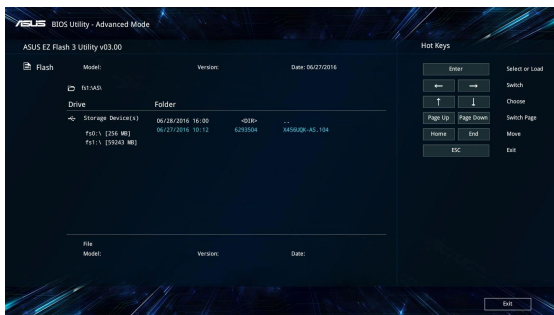 ASUS BIOS Utility - Advanced Mode
ASUS EZ Flash 3 Utility v03.00
Hot Keys
Flash Model: Version: Date: 06/27/2016
fs1:\AS\
Drive Folder
Storage Device(s) 06/28/2016 16:00 <DIR> ..
06/27/2016 10:12 6293504 X456UQK-AS.104
fs0:\ [256 MB]
fs1:\ [59243 MB]
File
Model: Version: Date:
Enter Select or Load
← → Switch
↑ ↓ Choose
Page Up Page Down Switch Page
Home End Move
ESC Exit
Exit